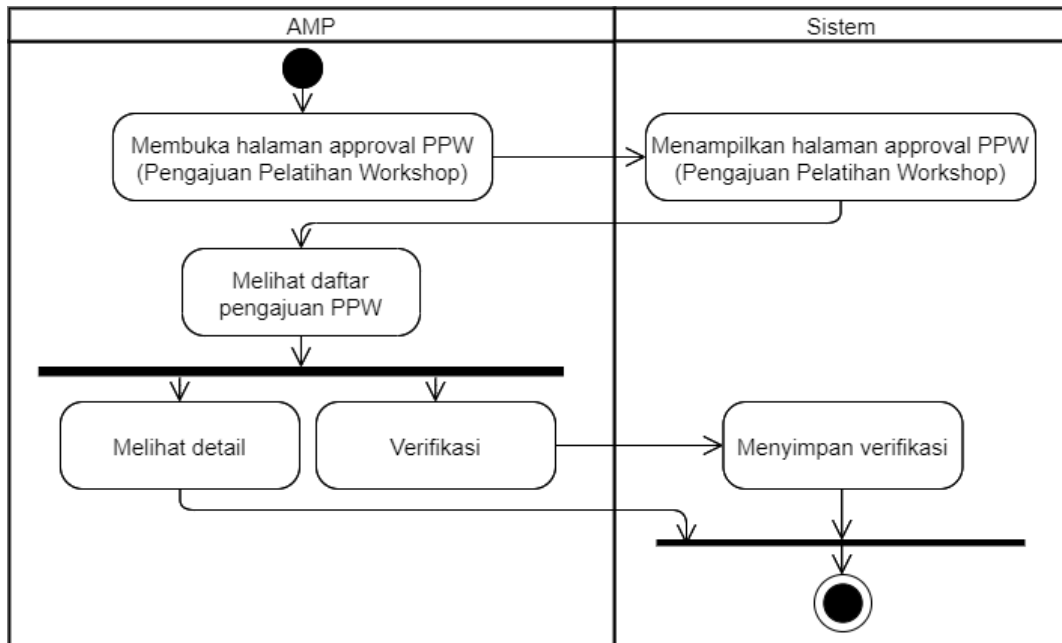 AMP
Sistem
Membuka halaman approval PPW
(Pengajuan Pelatihan Workshop)
Menampilkan halaman approval PPW
(Pengajuan Pelatihan Workshop)
Melihat daftar
pengajuan PPW
Melihat detail
Verifikasi
Menyimpan verifikasi